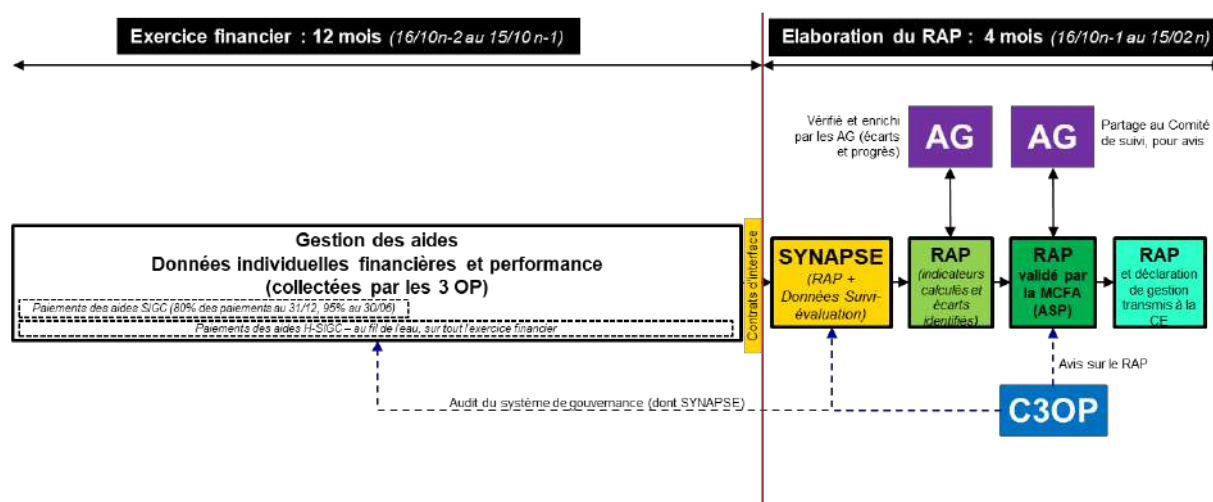 Exercice financier : 12 mois (16/10n-2 au 15/10 n-1)
Elaboration du RAP : 4 mois (16/10n-1 au 15/02 n)
Vérifié et enrichi
par les AG (écarts
et progrès)
AG
AG
Partage au Comité
de suivi, pour avis
Gestion des aides
Données individuelles financières et performance
(collectées par les 3 OP)
Paiements des aides SIGC (80% des paiements au 31/12, 95% au 30/06)
Paiements des aides H-SIGC – au fil de l'eau, sur tout l'exercice financier
Contrats d'interface
SYNAPSE
(RAP +
Données Suivi-
évaluation)
RAP
(indicateurs
calculés et
écarts
identifiés)
RAP
validé par
la MCFA
(ASP)
RAP
et déclaration
de gestion
transmis à la
CE
Avis sur le RAP
Audit du système de gouvernance (dont SYNAPSE)
C3OP